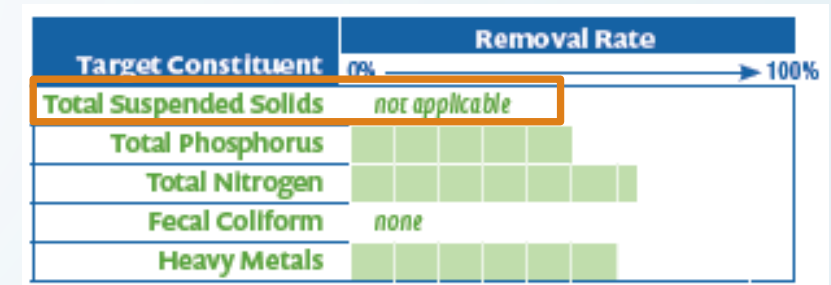 Removal Rate
Target Constituent 0% 100%
Total Suspended Solids not applicable
Total Phosphorus
Total Nitrogen
Fecal Coliform none
Heavy Metals